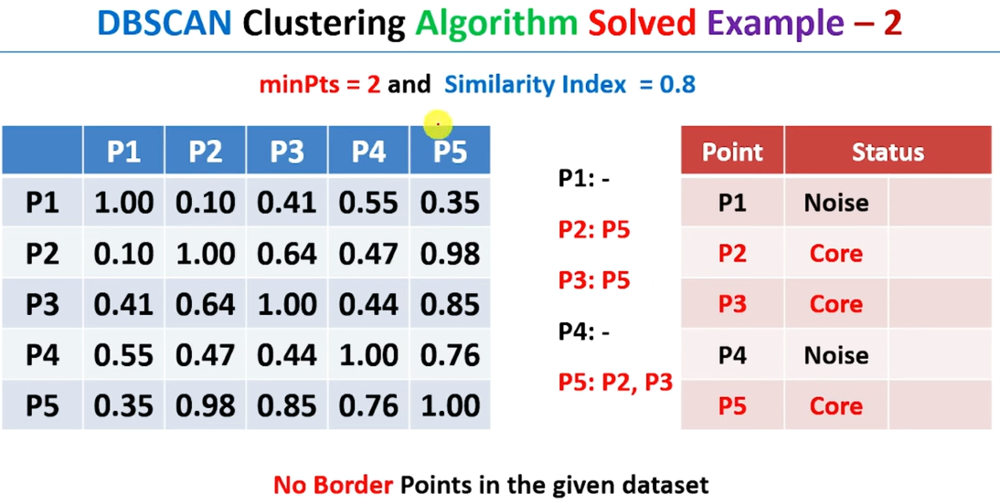 DBSCAN Clustering Algorithm Solved Example – 2
minPts = 2 and Similarity Index = 0.8
P1 P2 P3 P4 P5
P1 1.00 0.10 0.41 0.55 0.35
P2 0.10 1.00 0.64 0.47 0.98
P3 0.41 0.64 1.00 0.44 0.85
P4 0.55 0.47 0.44 1.00 0.76
P5 0.35 0.98 0.85 0.76 1.00
P1: -
P2: P5
P3: P5
P4: -
P5: P2, P3
Point Status
P1 Noise
P2 Core
P3 Core
P4 Noise
P5 Core
No Border Points in the given dataset